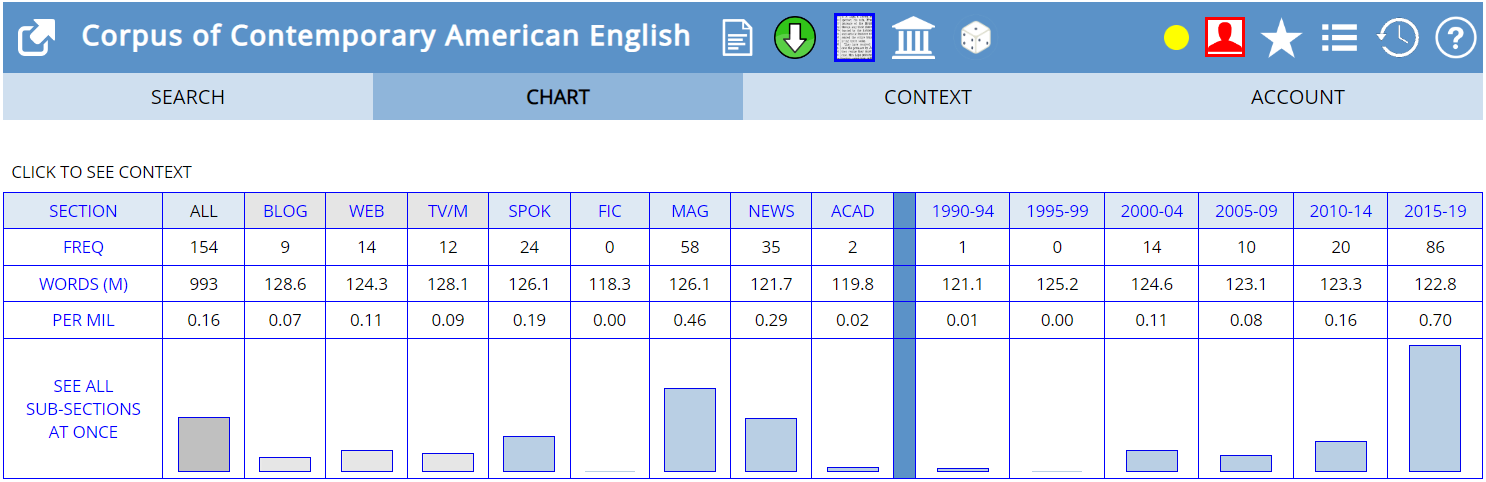 Corpus of Contemporary American English
SEARCH CHART CONTEXT ACCOUNT
CLICK TO SEE CONTEXT
SECTION ALL BLOG WEB TV/M SPOK FIC MAG NEWS ACAD 1990-94 1995-99 2000-04 2005-09 2010-14 2015-19
FREQ 154 9 14 12 24 0 58 35 2 1 0 14 10 20 86
WORDS (M) 993 128.6 124.3 128.1 126.1 118.3 126.1 121.7 119.8 121.1 125.2 124.6 123.1 123.3 122.8
PER MIL 0.16 0.07 0.11 0.09 0.19 0.00 0.46 0.29 0.02 0.01 0.00 0.11 0.08 0.16 0.70
SEE ALL
SUB-SECTIONS
AT ONCE